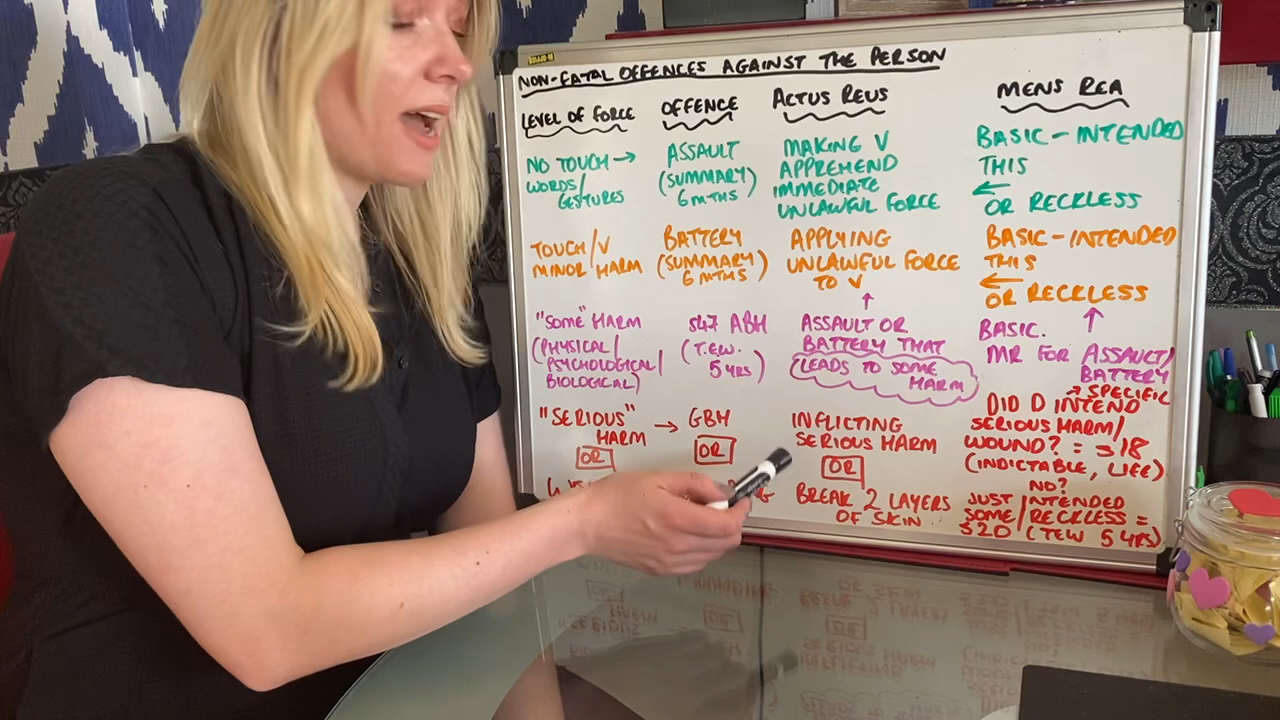 NON-FATAL OFFENCES AGAINST THE PERSON
LEVEL OF FORCE
OFFENCE
ACTUS REUS
MENS REA
NO TOUCH →
WORDS/
GESTURES
ASSAULT
(SUMMARY
6 MTHS)
MAKING V
APPREHEND
IMMEDIATE
UNLAWFUL FORCE
BASIC - INTENDED
THIS
←
OR RECKLESS
TOUCH/V
MINOR HARM
BATTERY
(SUMMARY)
6 MTHS
APPLYING
UNLAWFUL FORCE
TO V
BASIC - INTENDED
THIS
←
OR RECKLESS
"SOME" HARM
(PHYSICAL/
PSYCHOLOGICAL/
BIOLOGICAL)
S47 ABH
(T.E.W.
5 YRS)
↑
ASSAULT OR
BATTERY THAT
(LEADS TO SOME
HARM)
BASIC. ↑
MR FOR ASSAULT/
BATTERY
"SERIOUS"
HARM
OR
→ GBH
OR
INFLICTING
SERIOUS HARM
OR
BREAK 2 LAYERS
OF SKIN
↗ SPECIFIC
DID D INTEND
SERIOUS HARM/
WOUND? = S18
(INDICTABLE, LIFE)
NO?
JUST INTENDED
SOME/RECKLESS =
S20 (TEW 5 YRS)